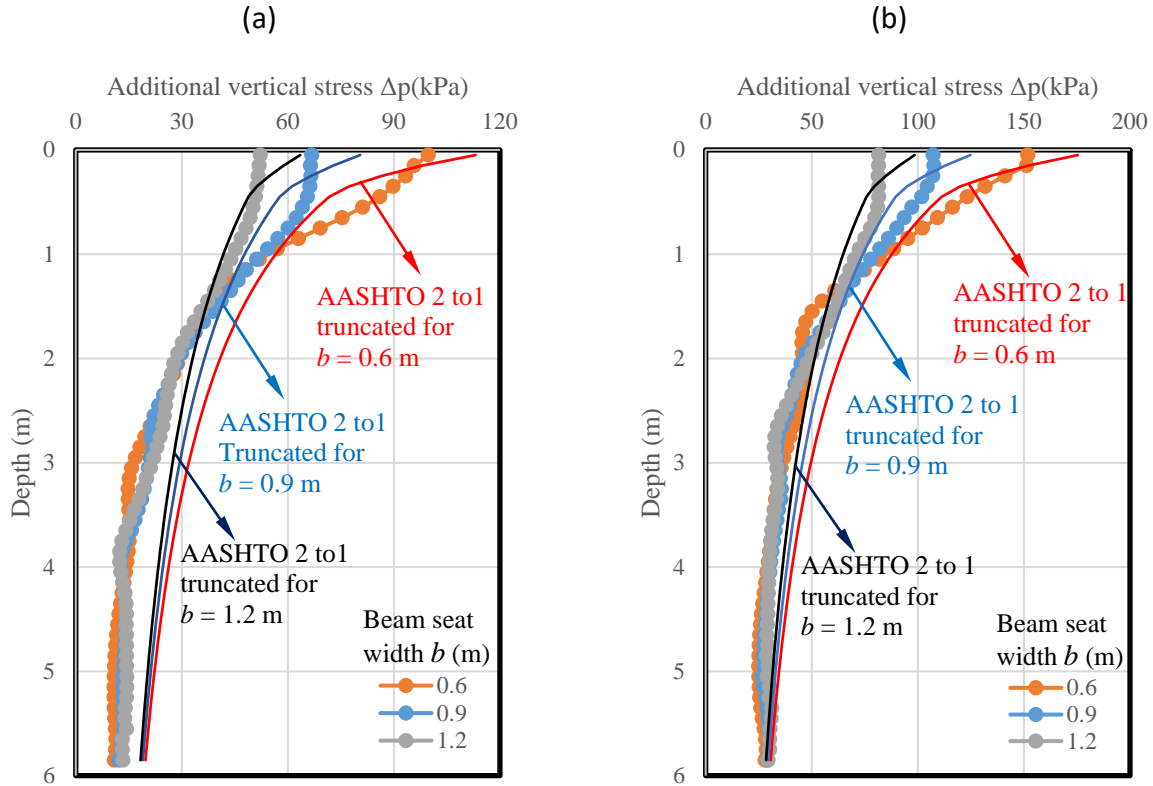 (a)
Additional vertical stress Δp(kPa)
0 30 60 90 120
0
1
2
3
4
5
6
Depth (m)
AASHTO 2 to1
truncated for
b = 0.6 m
AASHTO 2 to1
Truncated for
b = 0.9 m
AASHTO 2 to1
truncated for
b = 1.2 m
Beam seat
width b (m)
0.6
0.9
1.2
(b)
Additional vertical stress Δp(kPa)
0 50 100 150 200
0
1
2
3
4
5
6
Depth (m)
AASHTO 2 to 1
truncated for
b = 0.6 m
AASHTO 2 to 1
truncated for
b = 0.9 m
AASHTO 2 to 1
truncated for
b = 1.2 m
Beam seat
width b (m)
0.6
0.9
1.2